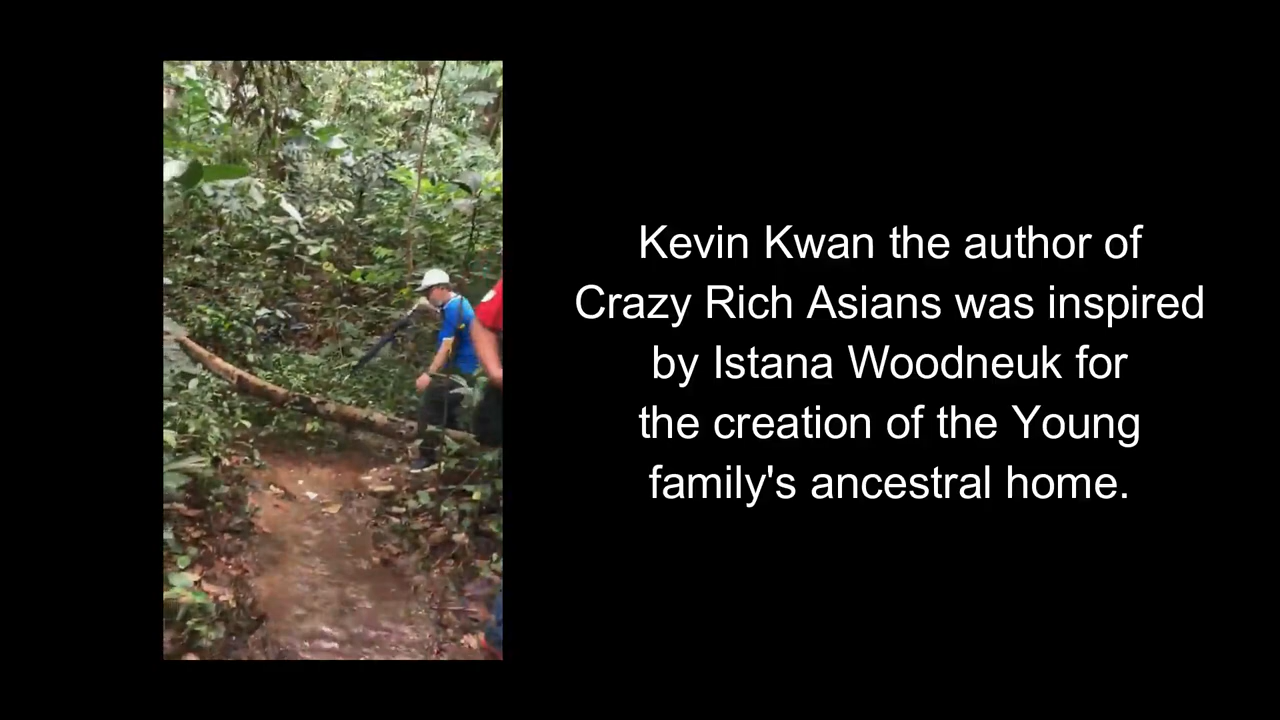 Kevin Kwan the author of
Crazy Rich Asians was inspired
by Istana Woodneuk for
the creation of the Young
family's ancestral home.